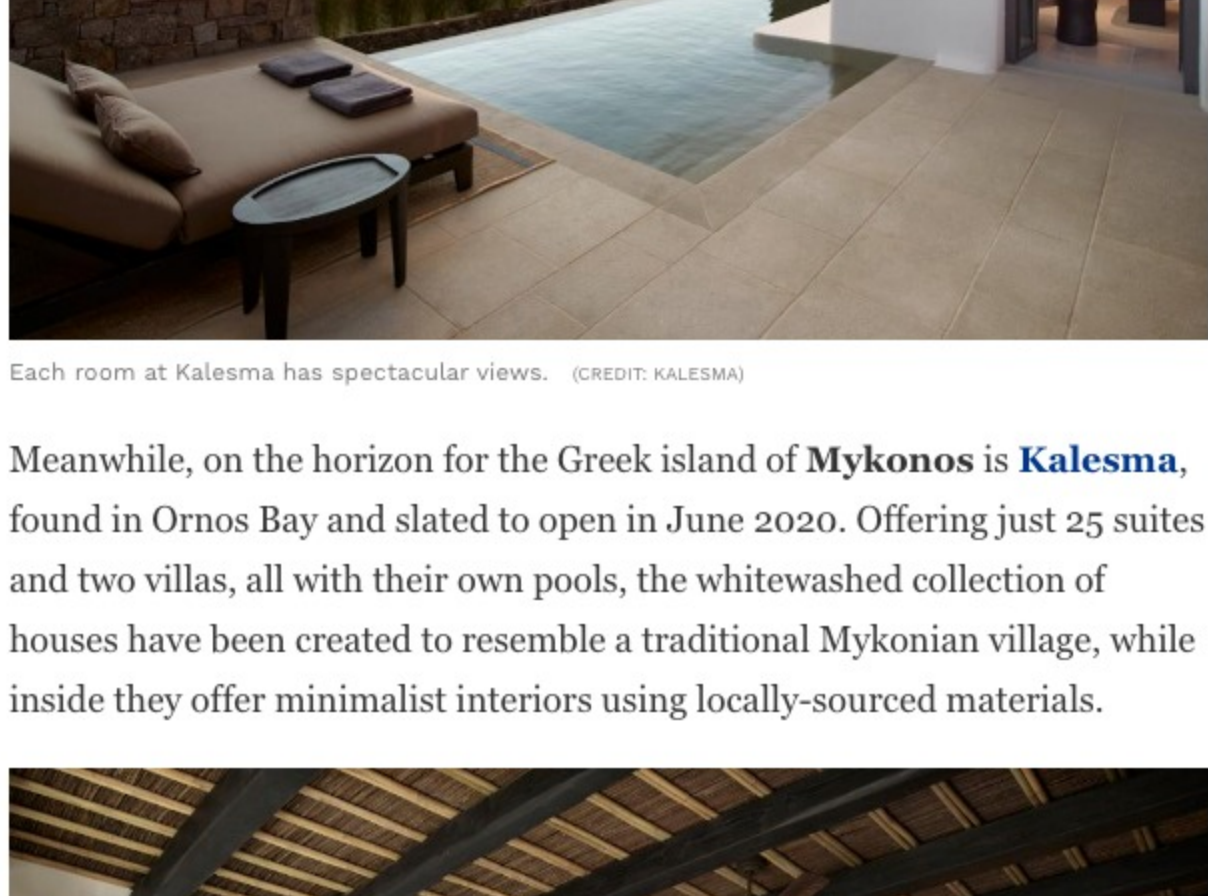 Each room at Kalesma has spectacular views. (CREDIT: KALESMA)
Meanwhile, on the horizon for the Greek island of Mykonos is Kalesma,
found in Ornos Bay and slated to open in June 2020. Offering just 25 suites
and two villas, all with their own pools, the whitewashed collection of
houses have been created to resemble a traditional Mykonian village, while
inside they offer minimalist interiors using locally-sourced materials.